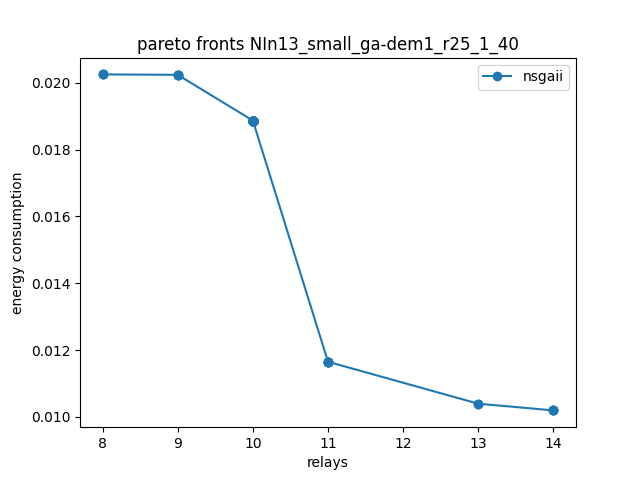 pareto fronts NIn13_small_ga-dem1_r25_1_40
nsgaii
0.020
0.018
0.016
0.014
0.012
0.010
energy consumption
8 9 10 11 12 13 14
relays